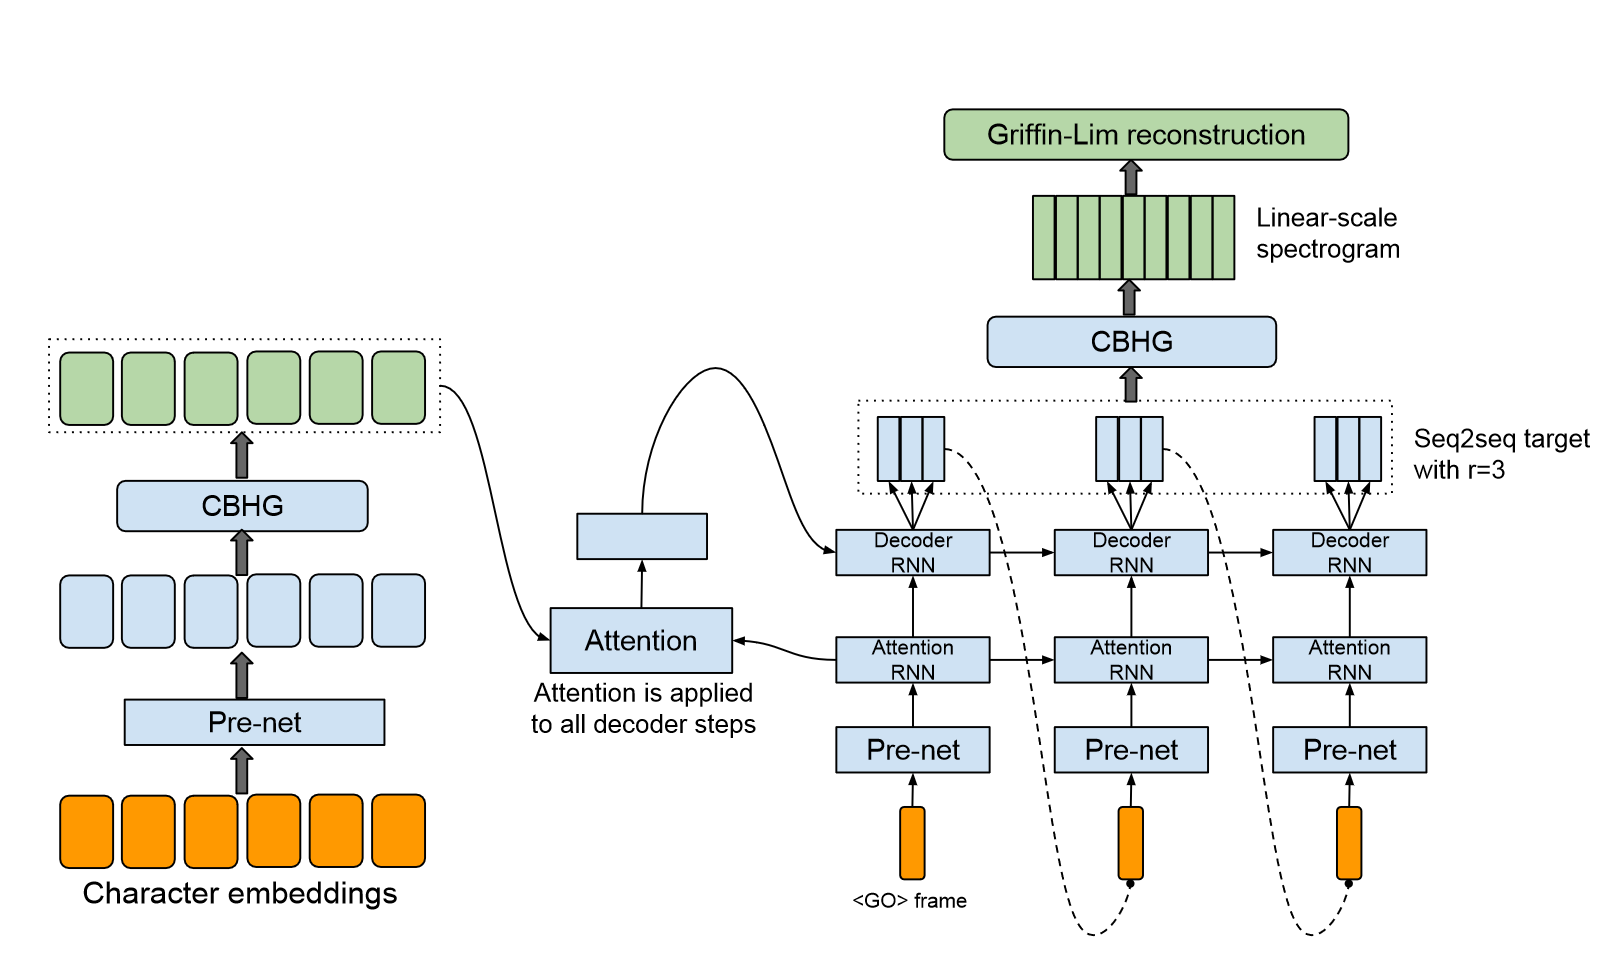 Griffin-Lim reconstruction
Linear-scale
spectrogram
CBHG
Seq2seq target
with r=3
CBHG
Decoder
RNN
Decoder
RNN
Decoder
RNN
Attention
Attention is applied
to all decoder steps
Attention
RNN
Attention
RNN
Attention
RNN
Pre-net
Pre-net
Pre-net
Pre-net
Character embeddings
<GO> frame